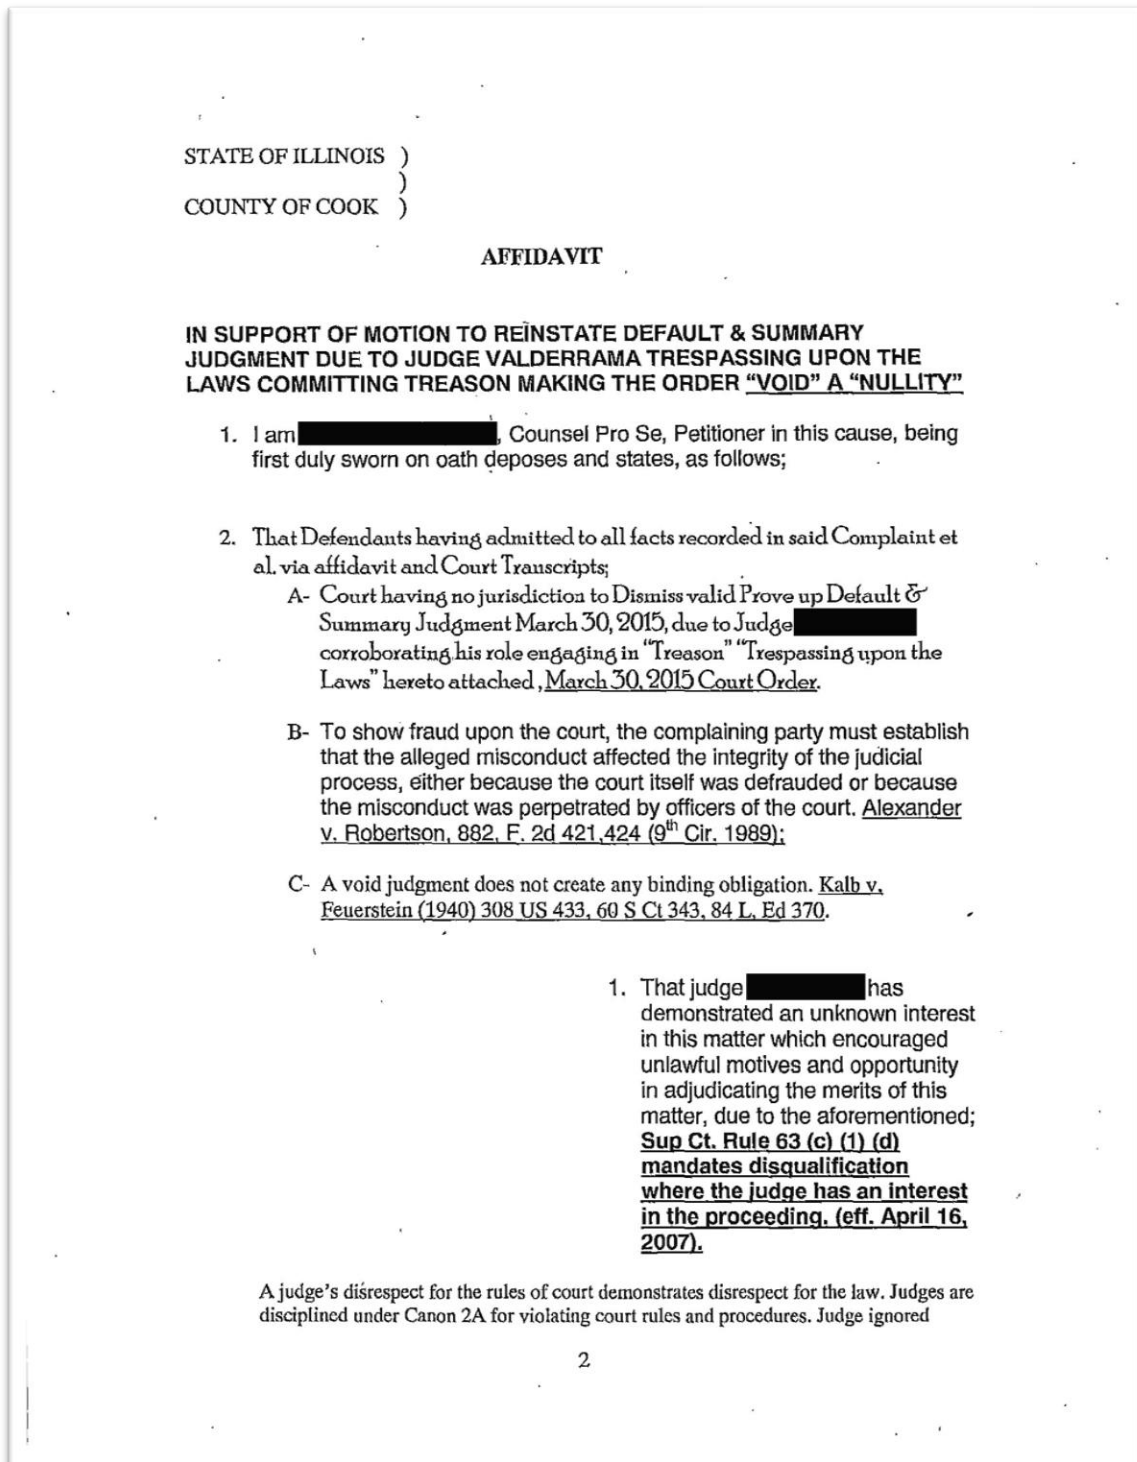 STATE OF ILLINOIS )
)
COUNTY OF COOK )
AFFIDAVIT
IN SUPPORT OF MOTION TO REINSTATE DEFAULT & SUMMARY
JUDGMENT DUE TO JUDGE VALDERRAMA TRESPASSING UPON THE
LAWS COMMITTING TREASON MAKING THE ORDER “VOID” A “NULLITY”
1. I am , Counsel Pro Se, Petitioner in this cause, being
first duly sworn on oath deposes and states, as follows;
2. That Defendants having admitted to all facts recorded in said Complaint et
al. via affidavit and Court Transcripts;
A- Court having no jurisdiction to Dismiss valid Prove up Default &
Summary Judgment March 30, 2015, due to Judge
corroborating his role engaging in “Treason” “Trespassing upon the
Laws” hereto attached , March 30, 2015 Court Order.
B- To show fraud upon the court, the complaining party must establish
that the alleged misconduct affected the integrity of the judicial
process, either because the court itself was defrauded or because
the misconduct was perpetrated by officers of the court. Alexander
v. Robertson, 882, F. 2d 421,424 (9th Cir. 1989);
C- A void judgment does not create any binding obligation. Kalb v.
Feuerstein (1940) 308 US 433, 60 S Ct 343, 84 L, Ed 370.
1. That judge has
demonstrated an unknown interest
in this matter which encouraged
unlawful motives and opportunity
in adjudicating the merits of this
matter, due to the aforementioned;
Sup Ct. Rule 63 (c) (1) (d)
mandates disqualification
where the judge has an interest
in the proceeding. (eff. April 16,
2007).
A judge’s disrespect for the rules of court demonstrates disrespect for the law. Judges are
disciplined under Canon 2A for violating court rules and procedures. Judge ignored
2